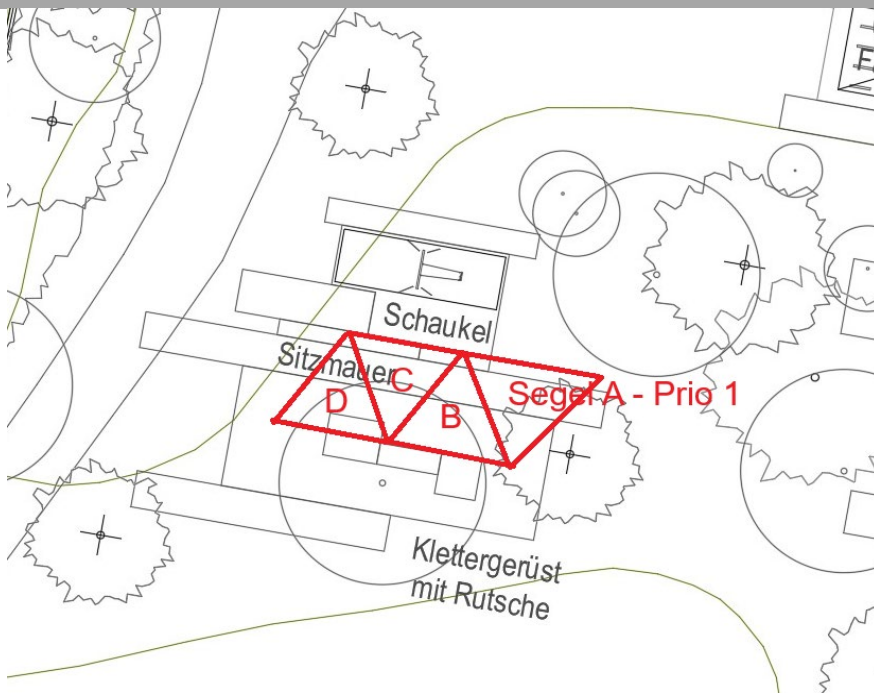 Schaukel
Sitzmauer
C
Segel A - Prio 1
D
B
Klettergerüst
mit Rutsche